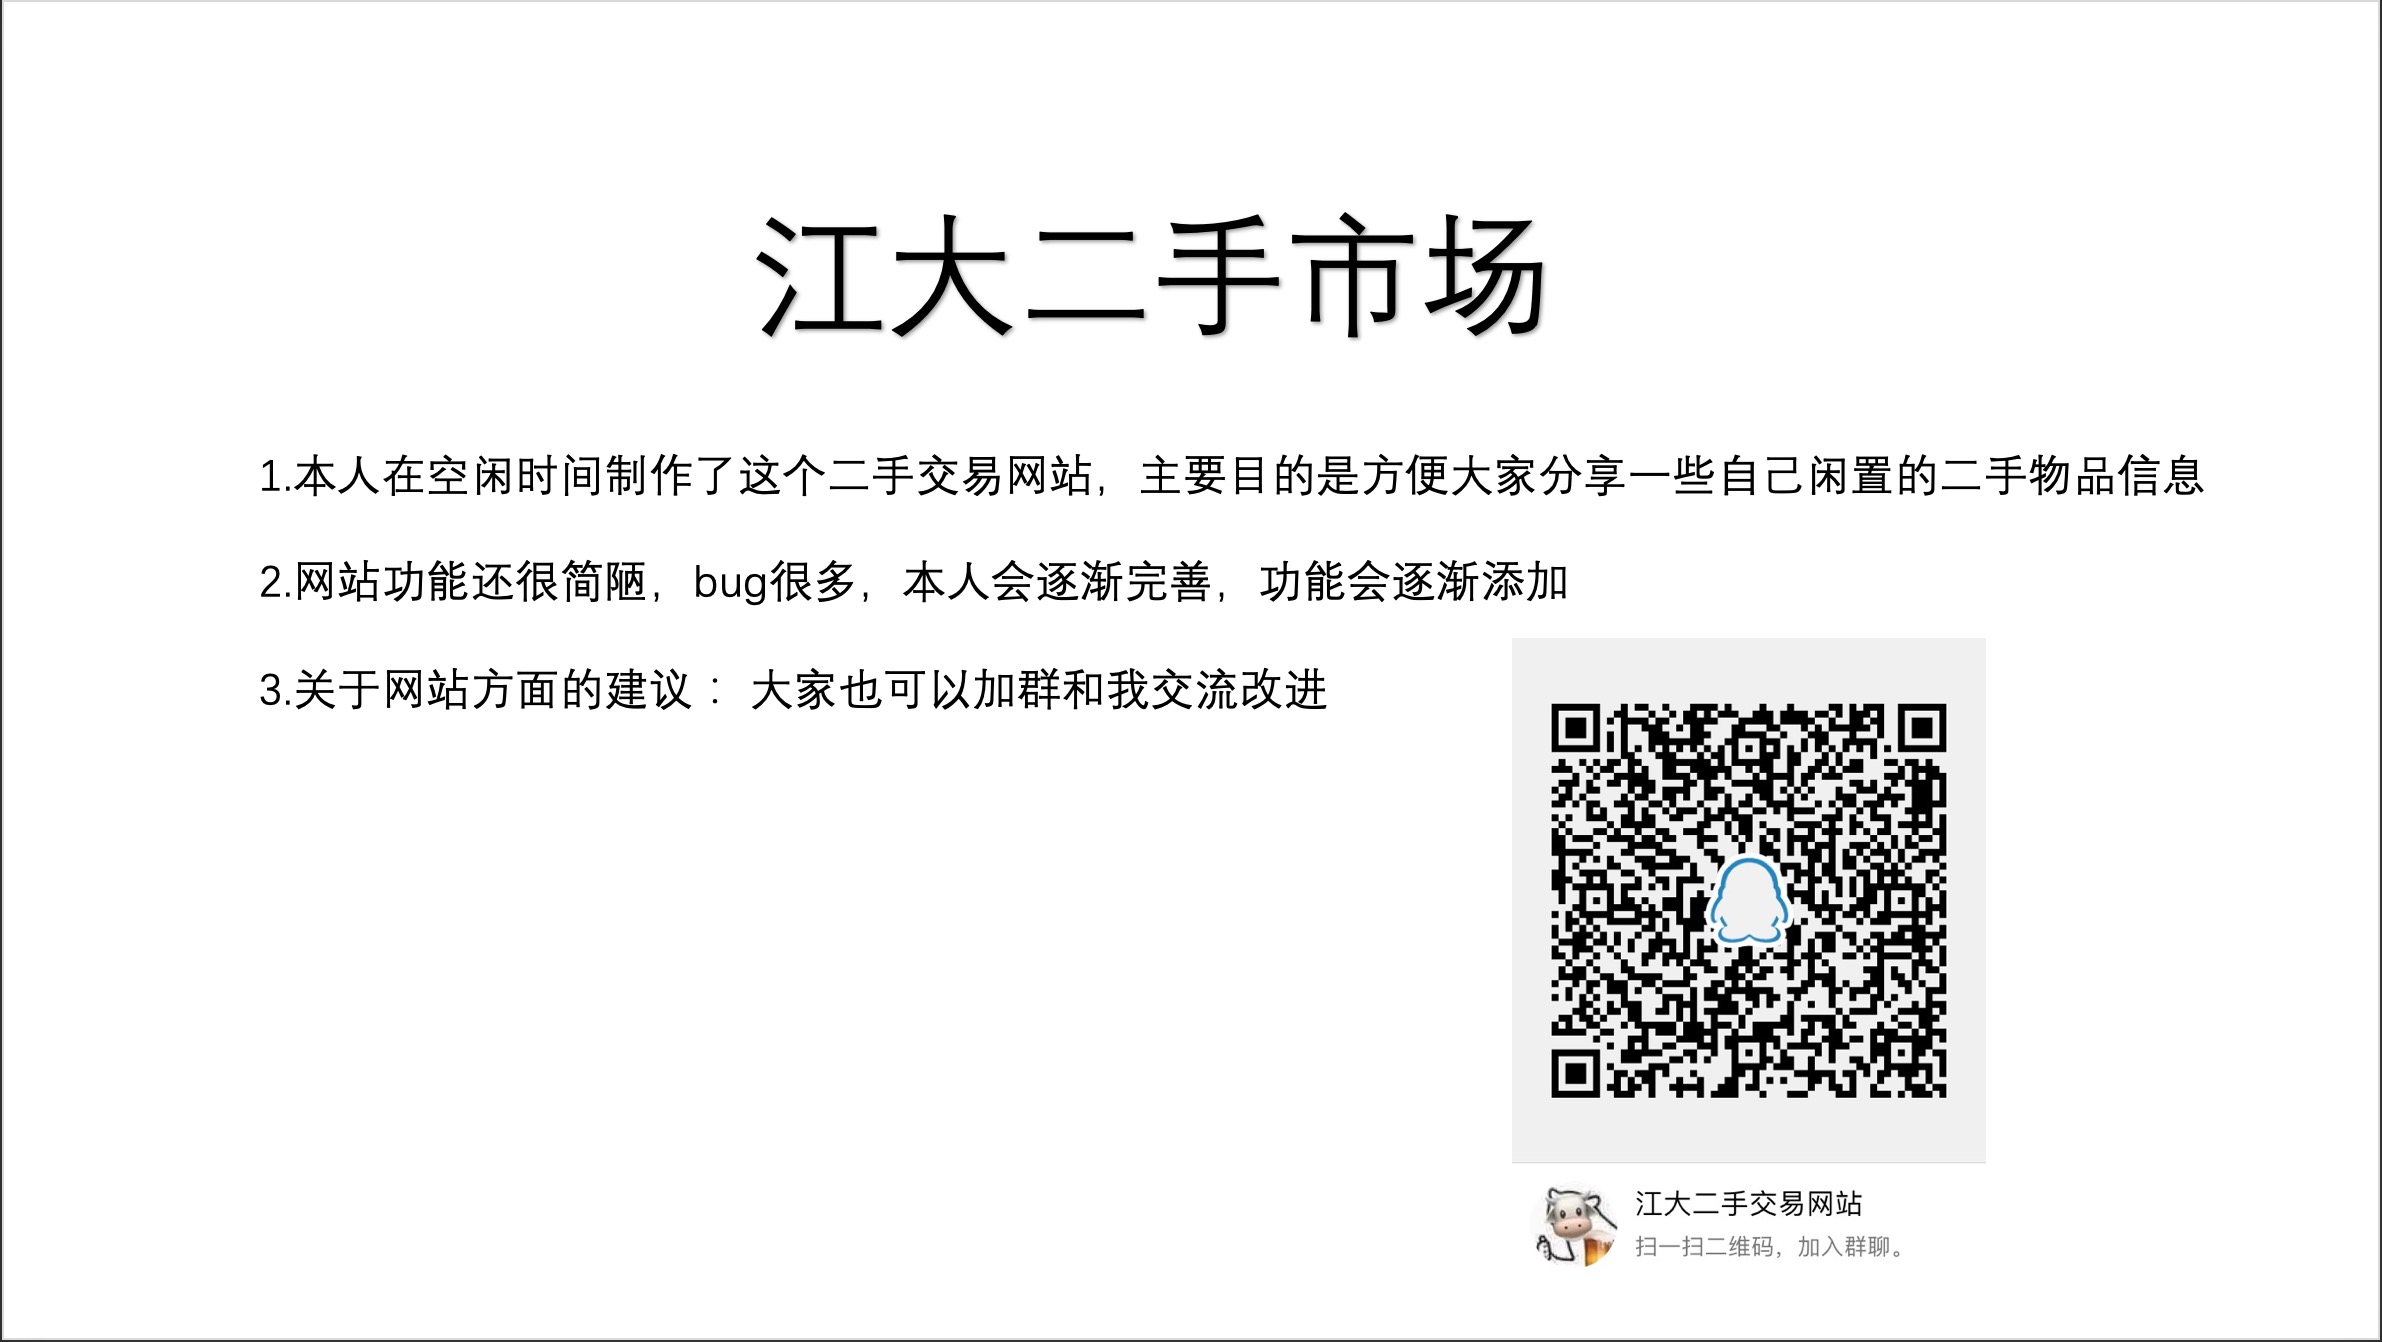 江大二手市场
1.本人在空闲时间制作了这个二手交易网站，主要目的是方便大家分享一些自己闲置的二手物品信息
2.网站功能还很简陋，bug很多，本人会逐渐完善，功能会逐渐添加
3.关于网站方面的建议： 大家也可以加群和我交流改进
江大二手交易网站
扫一扫二维码，加入群聊。